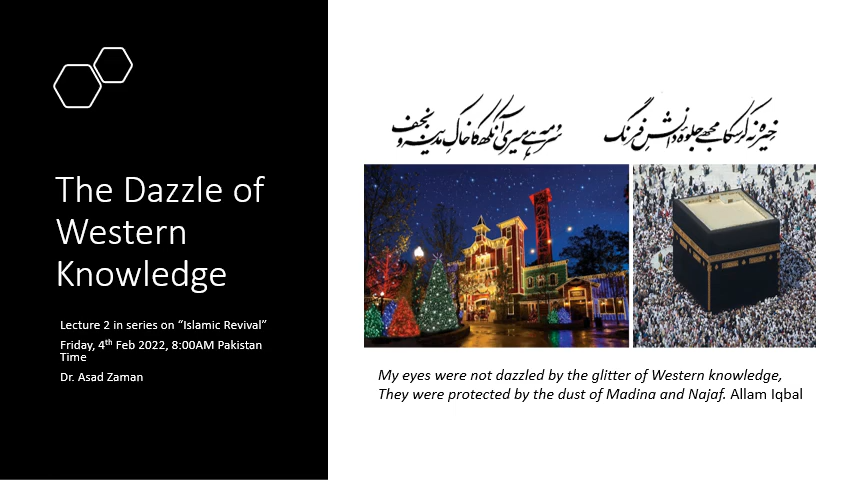 The Dazzle of
Western
Knowledge
Lecture 2 in series on “Islamic Revival”
Friday, 4th Feb 2022, 8:00AM Pakistan
Time
Dr. Asad Zaman
خیرہ نہ کر سکا مجھے جلوۂ دانش فرنگ
سرمہ ہے میری آنکھ کا خاک مدینہ و نجف
My eyes were not dazzled by the glitter of Western knowledge,
They were protected by the dust of Madina and Najaf. Allam Iqbal